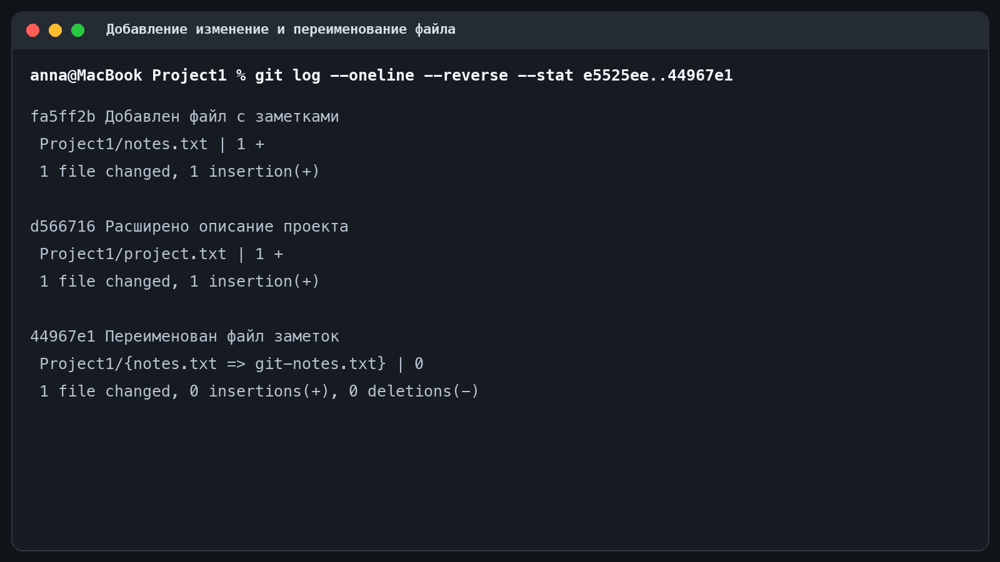 Добавление изменение и переименование файла
anna@MacBook Project1 % git log --oneline --reverse --stat e5525ee..44967e1
fa5ff2b Добавлен файл с заметками
Project1/notes.txt | 1 +
1 file changed, 1 insertion(+)
d566716 Расширено описание проекта
Project1/project.txt | 1 +
1 file changed, 1 insertion(+)
44967e1 Переименован файл заметок
Project1/{notes.txt => git-notes.txt} | 0
1 file changed, 0 insertions(+), 0 deletions(-)